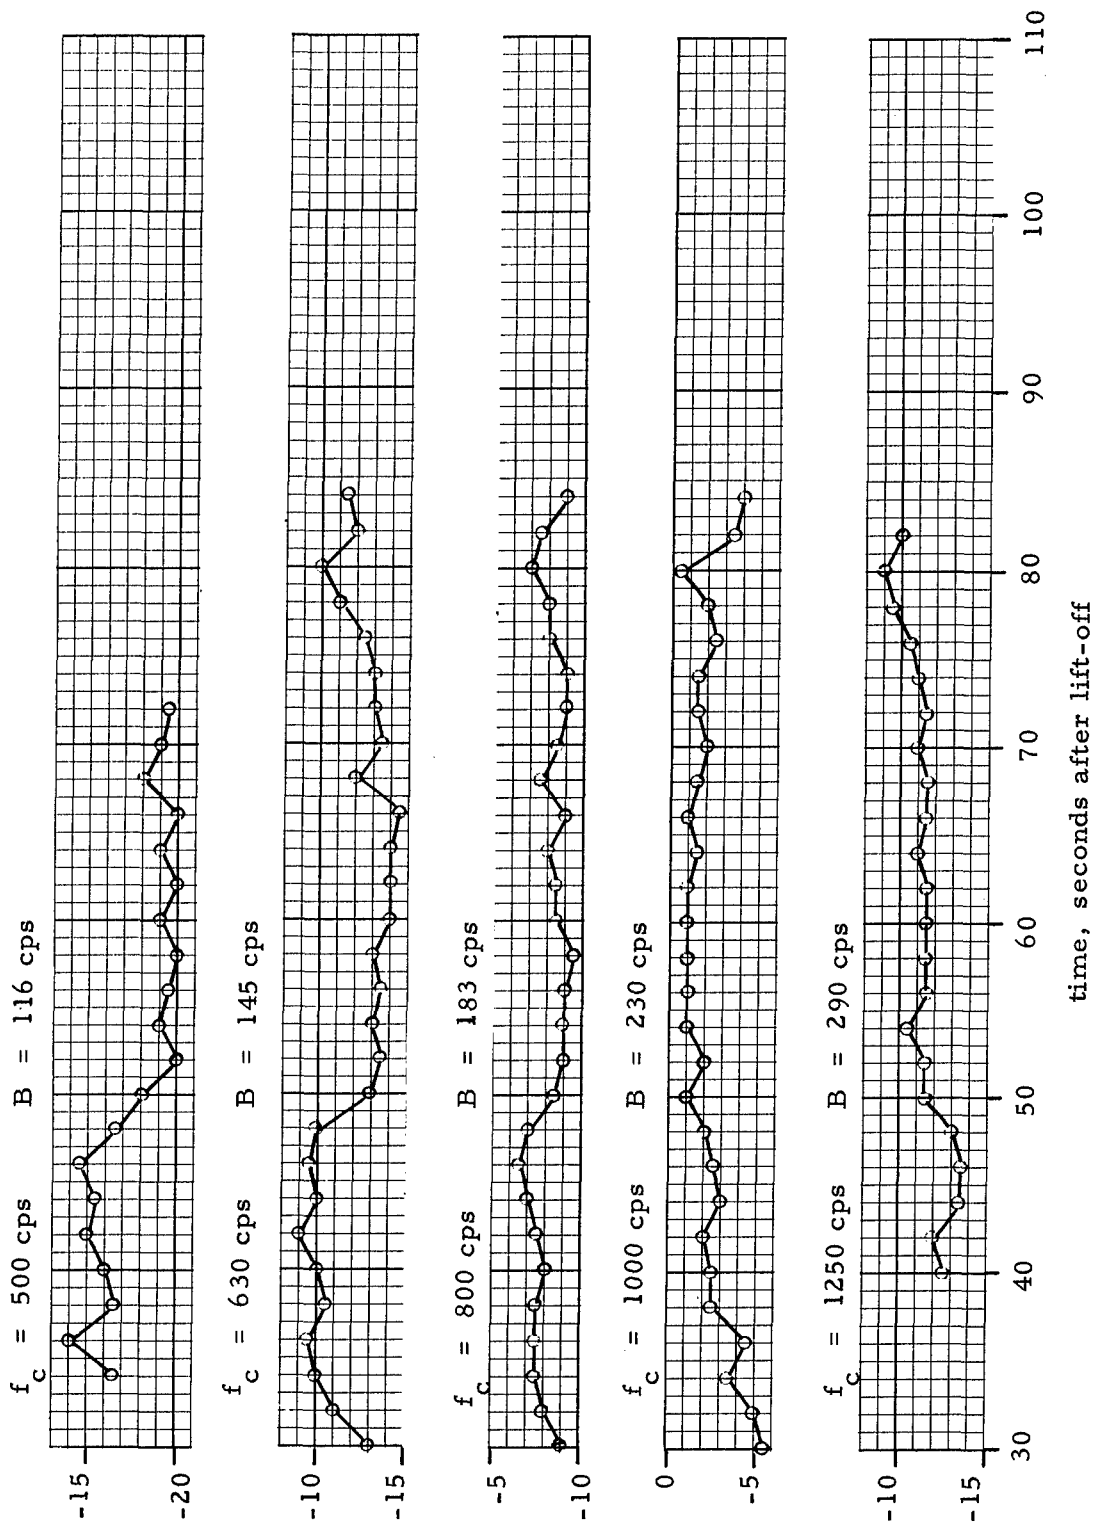 f_c = 500 cps B = 116 cps
-15
-20
f_c = 630 cps B = 145 cps
-10
-15
f_c = 800 cps B = 183 cps
-5
-10
f_c = 1000 cps B = 230 cps
0
-5
f_c = 1250 cps B = 290 cps
-10
-15
30 40 50 60 70 80 90 100 110
time, seconds after lift-off